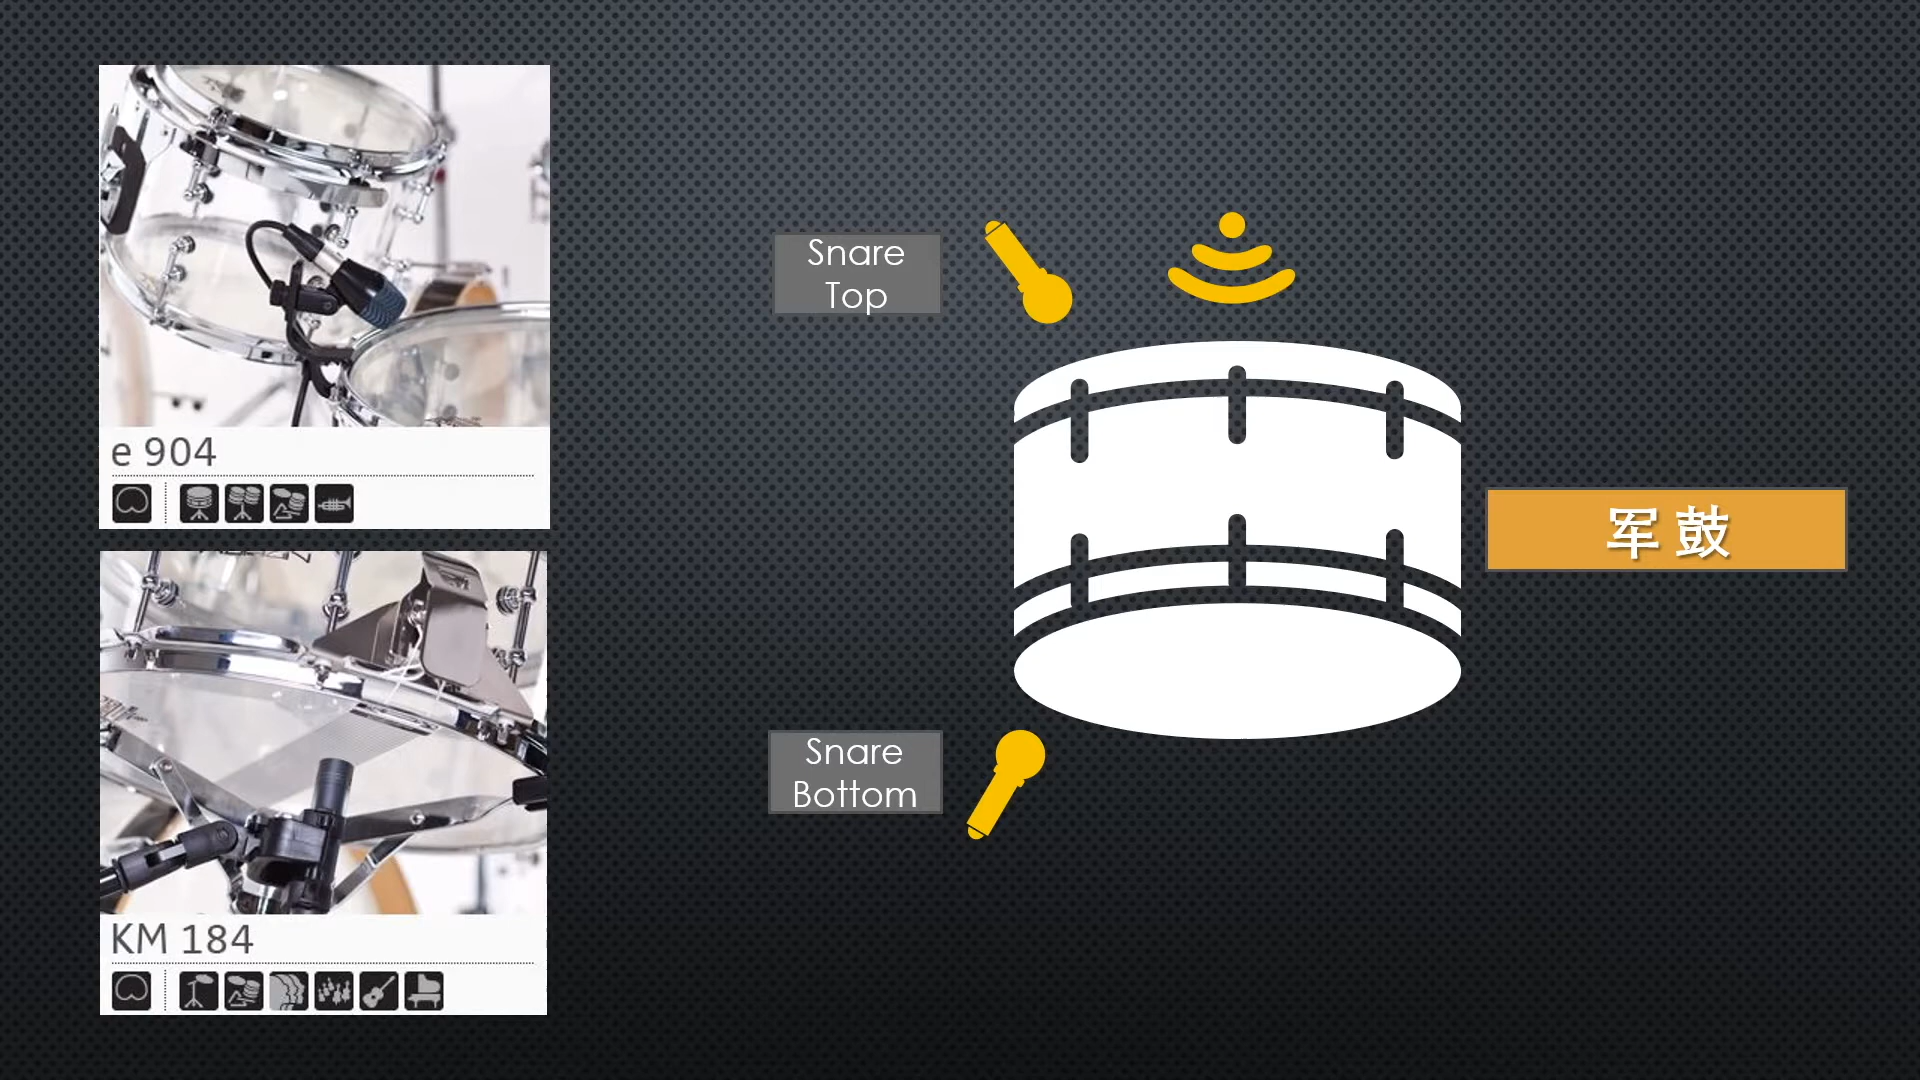 e 904
KM 184
Snare
Top
Snare
Bottom
军鼓